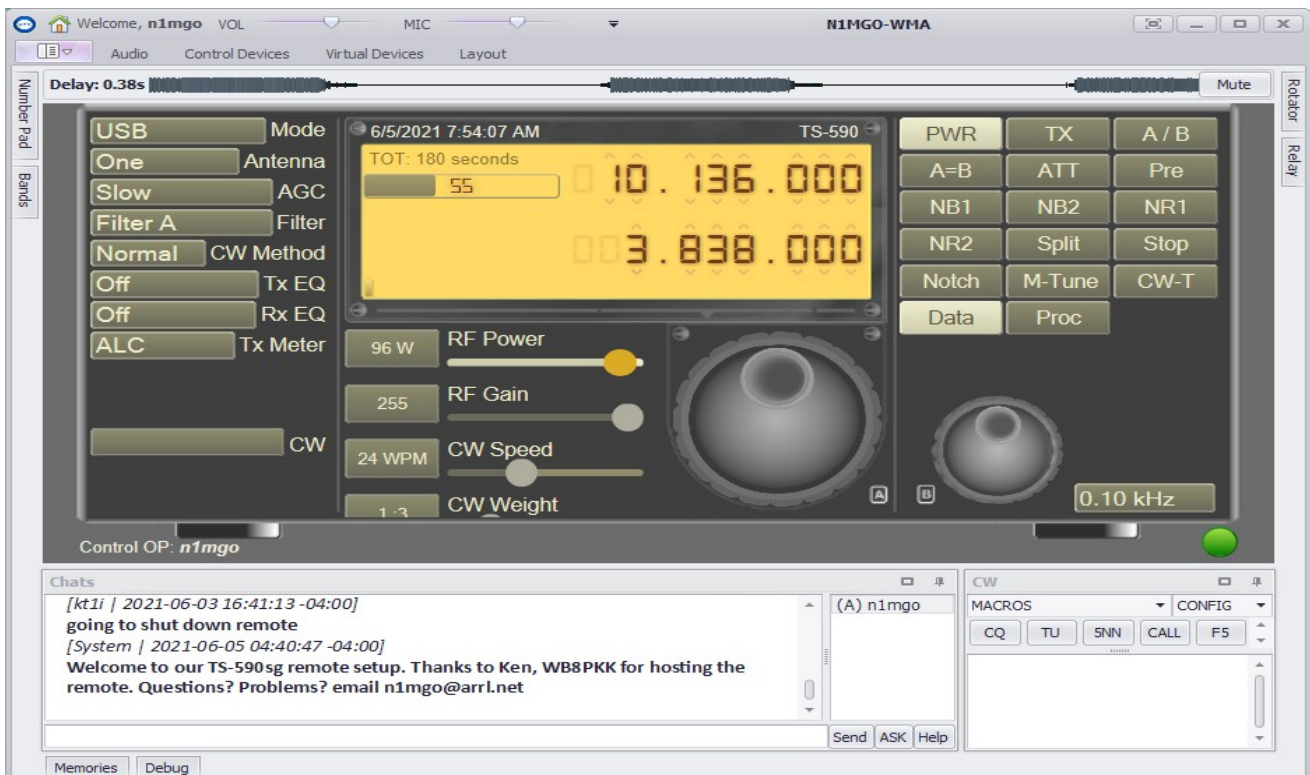 Welcome, n1mgo VOL MIC N1MGO-WMA
Audio Control Devices Virtual Devices Layout
Number Pad
Bands
Delay: 0.38s Mute
Rotator
Relay
USB Mode
One Antenna
Slow AGC
Filter A Filter
Normal CW Method
Off Tx EQ
Off Rx EQ
ALC Tx Meter
CW
6/5/2021 7:54:07 AM TS-590
TOT: 180 seconds
55
10.136.000
3.838.000
96 W RF Power
255 RF Gain
24 WPM CW Speed
1 :3 CW Weight
A
B
PWR TX A / B
A=B ATT Pre
NB1 NB2 NR1
NR2 Split Stop
Notch M-Tune CW-T
Data Proc
0.10 kHz
Control OP: n1mgo
Chats
[kt1i | 2021-06-03 16:41:13 -04:00]
going to shut down remote
[System | 2021-06-05 04:40:47 -04:00]
Welcome to our TS-590sg remote setup. Thanks to Ken, WB8PKK for hosting the
remote. Questions? Problems? email n1mgo@arrl.net
(A) n1mgo
Send ASK Help
CW
MACROS CONFIG
CQ TU 5NN CALL F5
Memories Debug